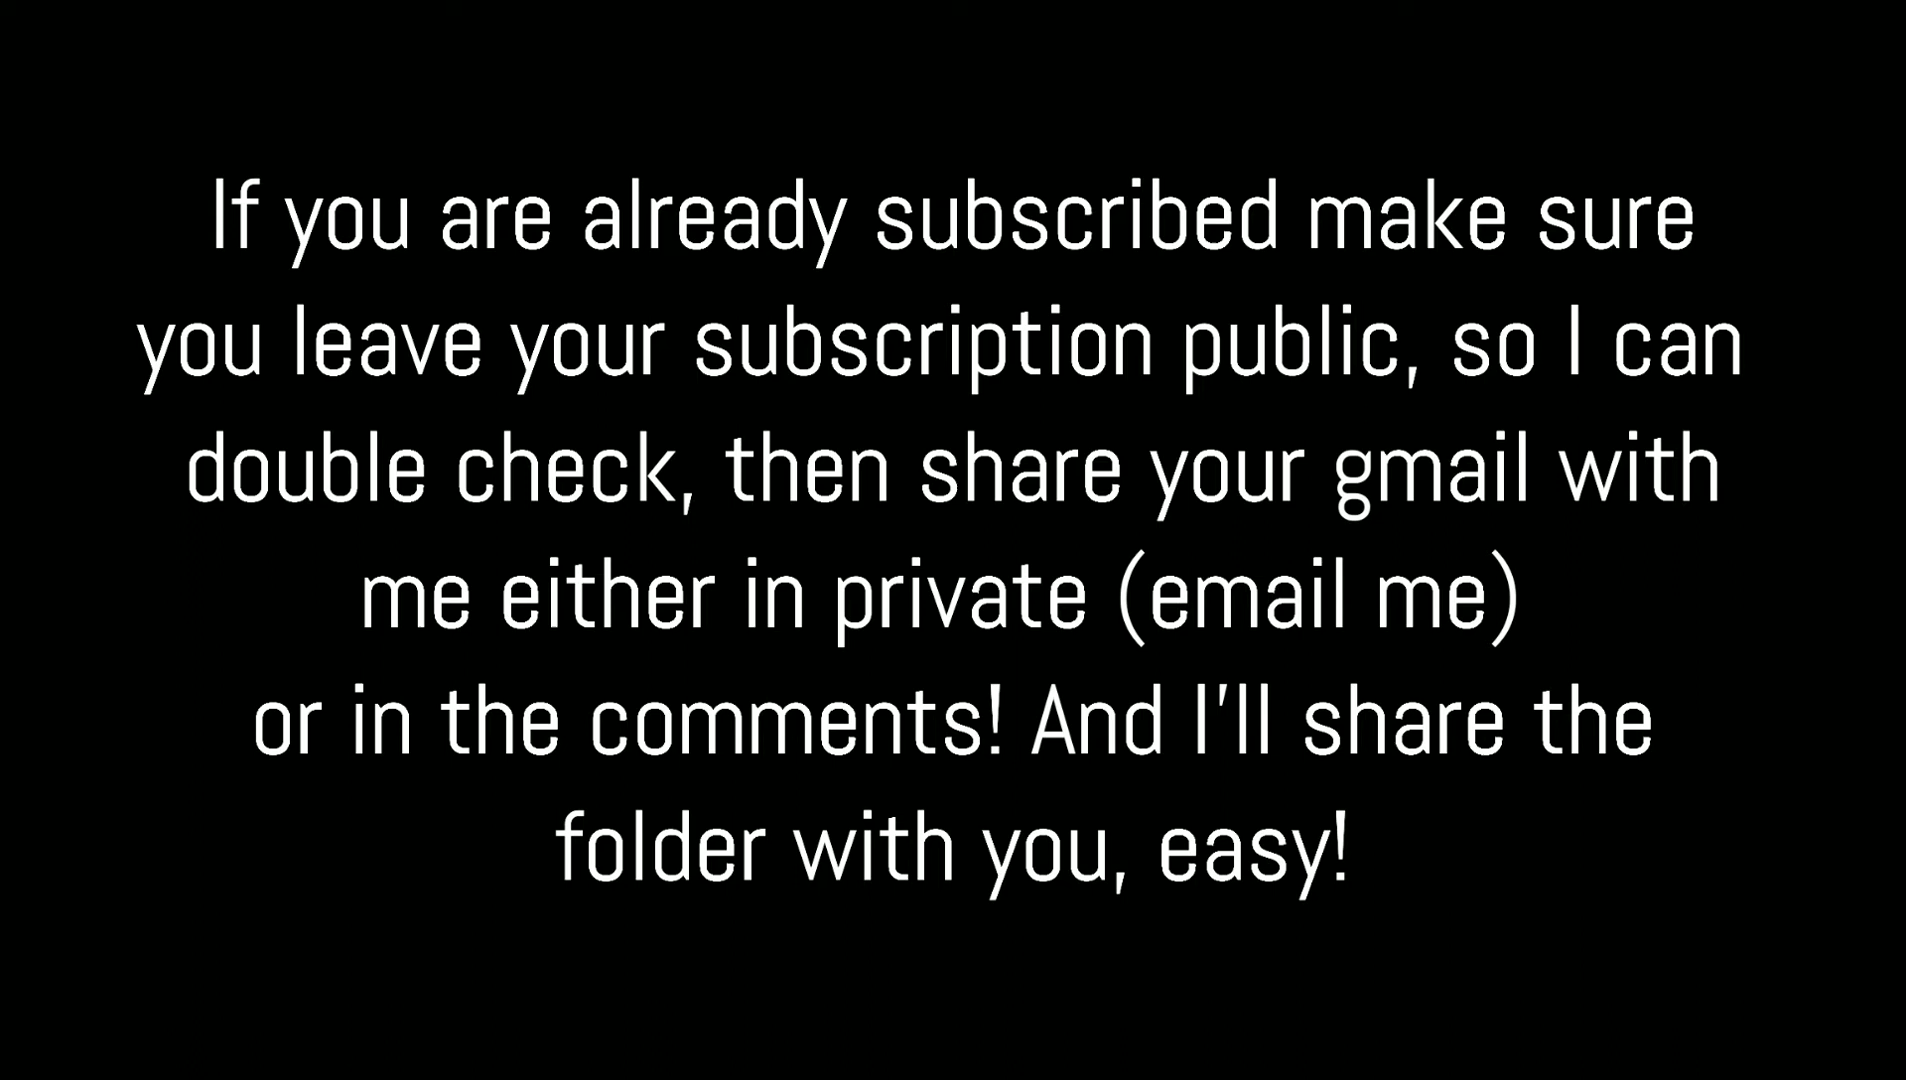 If you are already subscribed make sure
you leave your subscription public, so I can
double check, then share your gmail with
me either in private (email me)
or in the comments! And I'll share the
folder with you, easy!